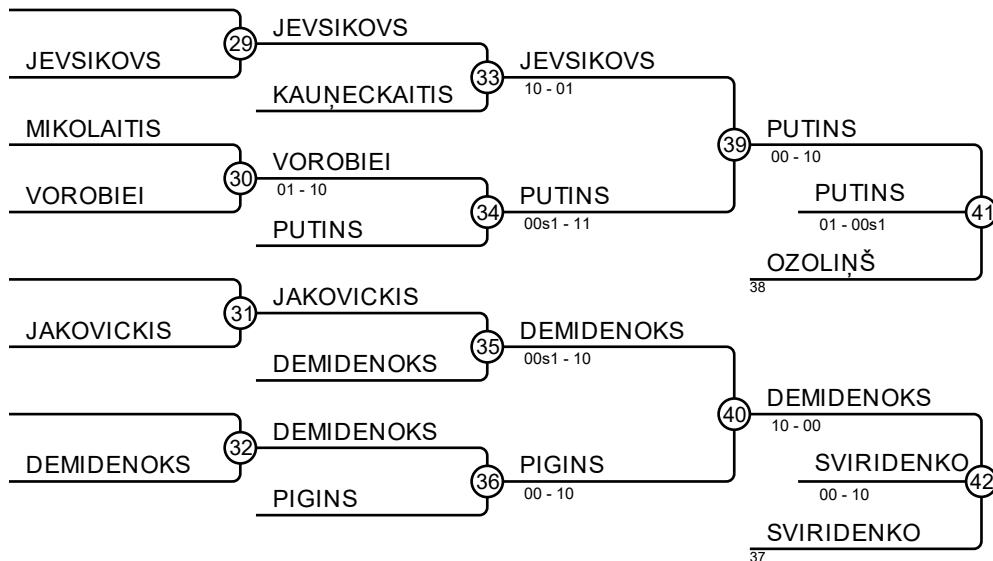 29
JEVSIKOVS
JEVSIKOVS
33
JEVSIKOVS
10 - 01
KAUŅECKAITIS
MIKOLAITIS
39
PUTINS
00 - 10
30
VOROBIEI
01 - 10
VOROBIEI
34
PUTINS
00s1 - 11
PUTINS
PUTINS
01 - 00s1
41
OZOLIŅŠ
38
31
JAKOVICKIS
JAKOVICKIS
35
DEMIDENOKS
00s1 - 10
DEMIDENOKS
40
DEMIDENOKS
10 - 00
32
DEMIDENOKS
DEMIDENOKS
36
PIGINS
00 - 10
PIGINS
SVIRIDENKO
00 - 10
42
SVIRIDENKO
37